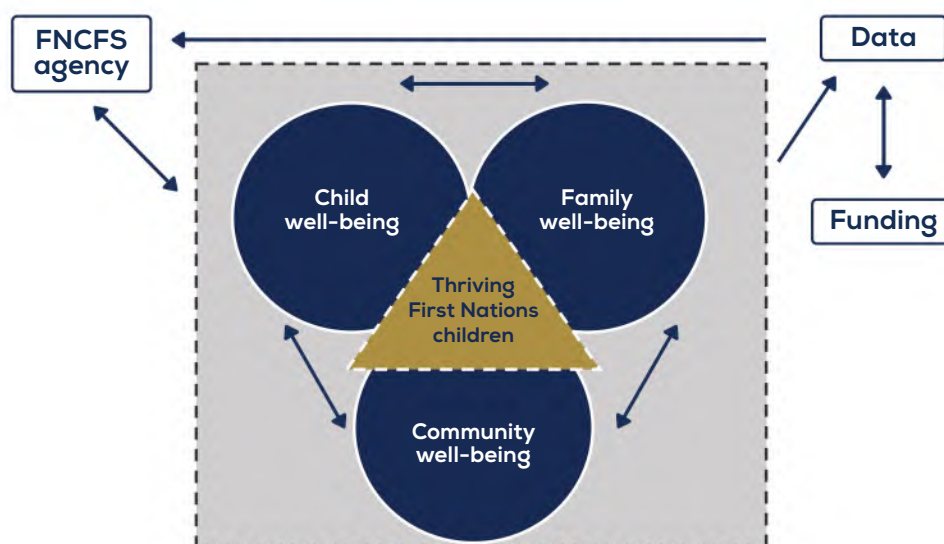 FNCFS
agency
Data
Child
well-being
Family
well-being
Funding
Thriving
First Nations
children
Community
well-being